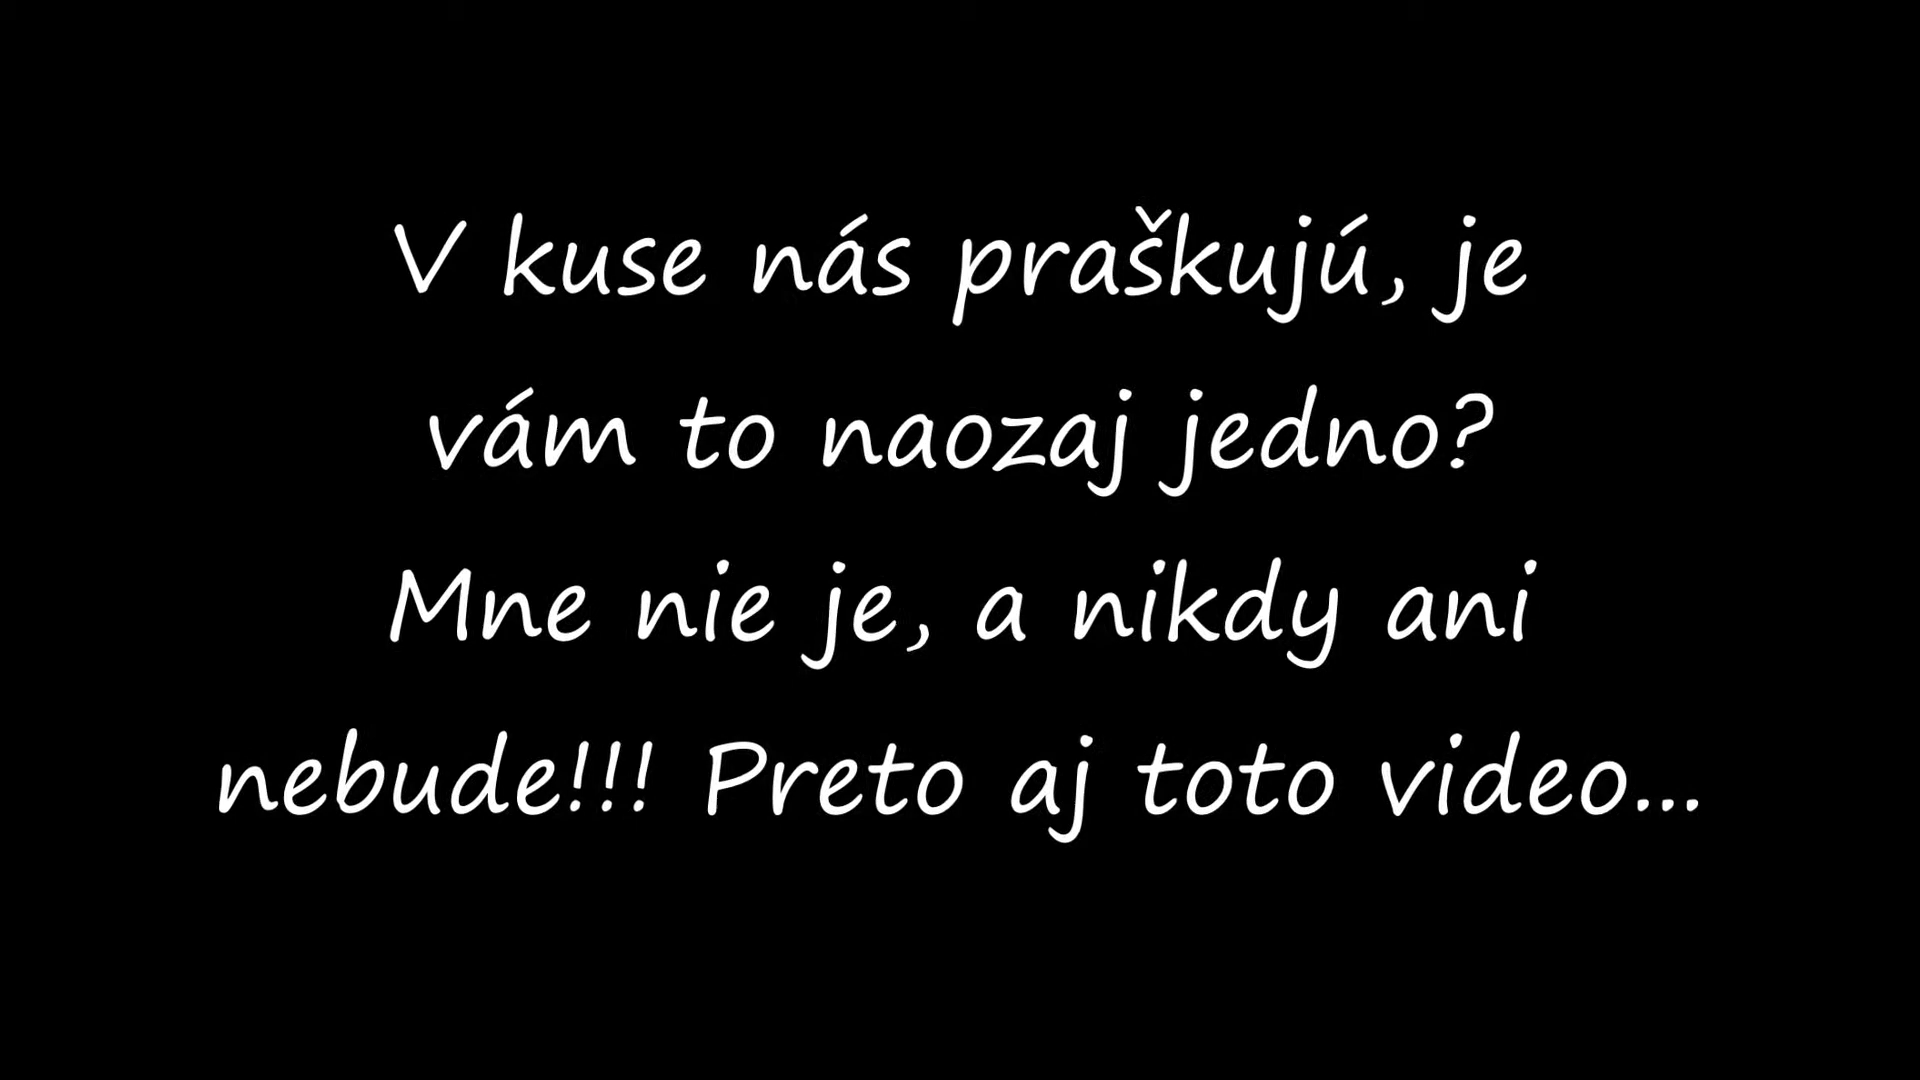 V kuse nás praškujú, je
vám to naozaj jedno?
Mne nie je, a nikdy ani
nebude!!! Preto aj toto video...